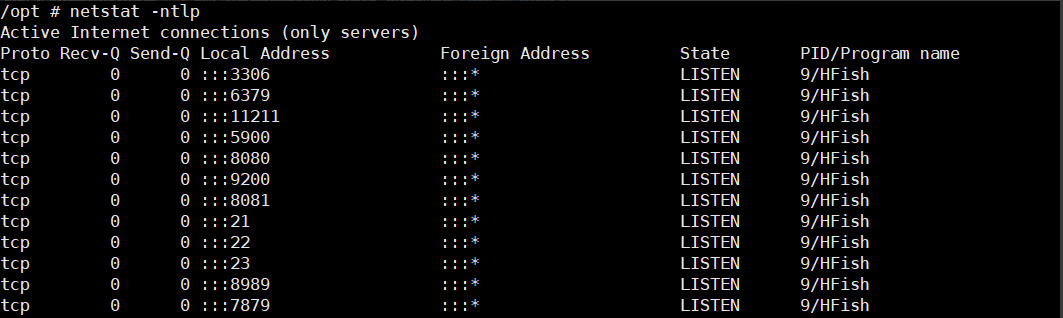 /opt # netstat -ntlp
Active Internet connections (only servers)
Proto Recv-Q Send-Q Local Address           Foreign Address         State       PID/Program name
tcp        0      0 :::3306                 :::*                    LISTEN      9/HFish
tcp        0      0 :::6379                 :::*                    LISTEN      9/HFish
tcp        0      0 :::11211                :::*                    LISTEN      9/HFish
tcp        0      0 :::5900                 :::*                    LISTEN      9/HFish
tcp        0      0 :::8080                 :::*                    LISTEN      9/HFish
tcp        0      0 :::9200                 :::*                    LISTEN      9/HFish
tcp        0      0 :::8081                 :::*                    LISTEN      9/HFish
tcp        0      0 :::21                   :::*                    LISTEN      9/HFish
tcp        0      0 :::22                   :::*                    LISTEN      9/HFish
tcp        0      0 :::23                   :::*                    LISTEN      9/HFish
tcp        0      0 :::8989                 :::*                    LISTEN      9/HFish
tcp        0      0 :::7879                 :::*                    LISTEN      9/HFish